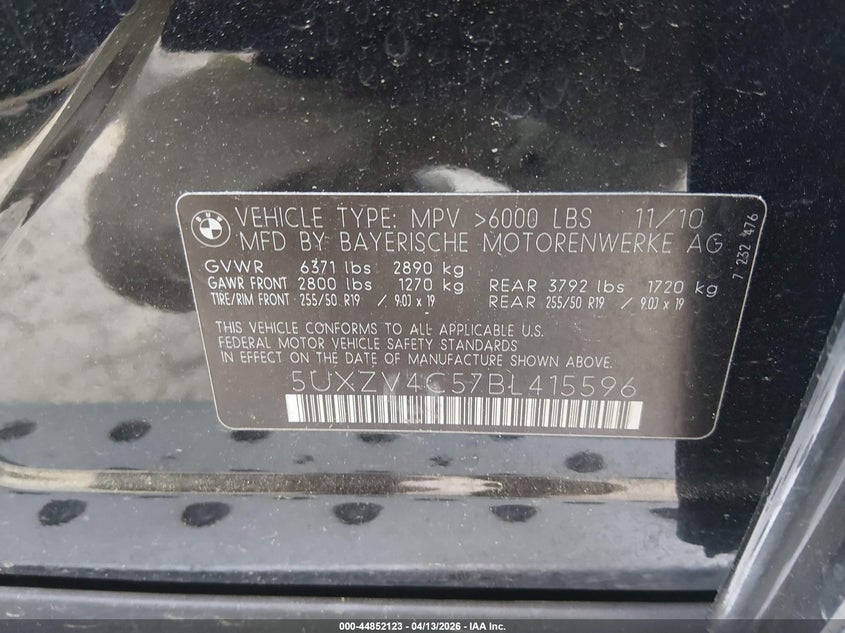 BMW
VEHICLE TYPE: MPV >6000 LBS 11/10
MFD BY BAYERISCHE MOTORENWERKE AG
GVWR 6371 lbs 2890 kg
GAWR FRONT 2800 lbs 1270 kg REAR 3792 lbs 1720 kg
TIRE/RIM FRONT 255/50 R19 / 9.0J x 19 REAR 255/50 R19 / 9.0J x 19
THIS VEHICLE CONFORMS TO ALL APPLICABLE U.S.
FEDERAL MOTOR VEHICLE SAFETY STANDARDS
IN EFFECT ON THE DATE OF MANUFACTURE SHOWN ABOVE.
5UXZV4C57BL415596
7 232 476
000-44852123 - 04/13/2026 - IAA Inc.